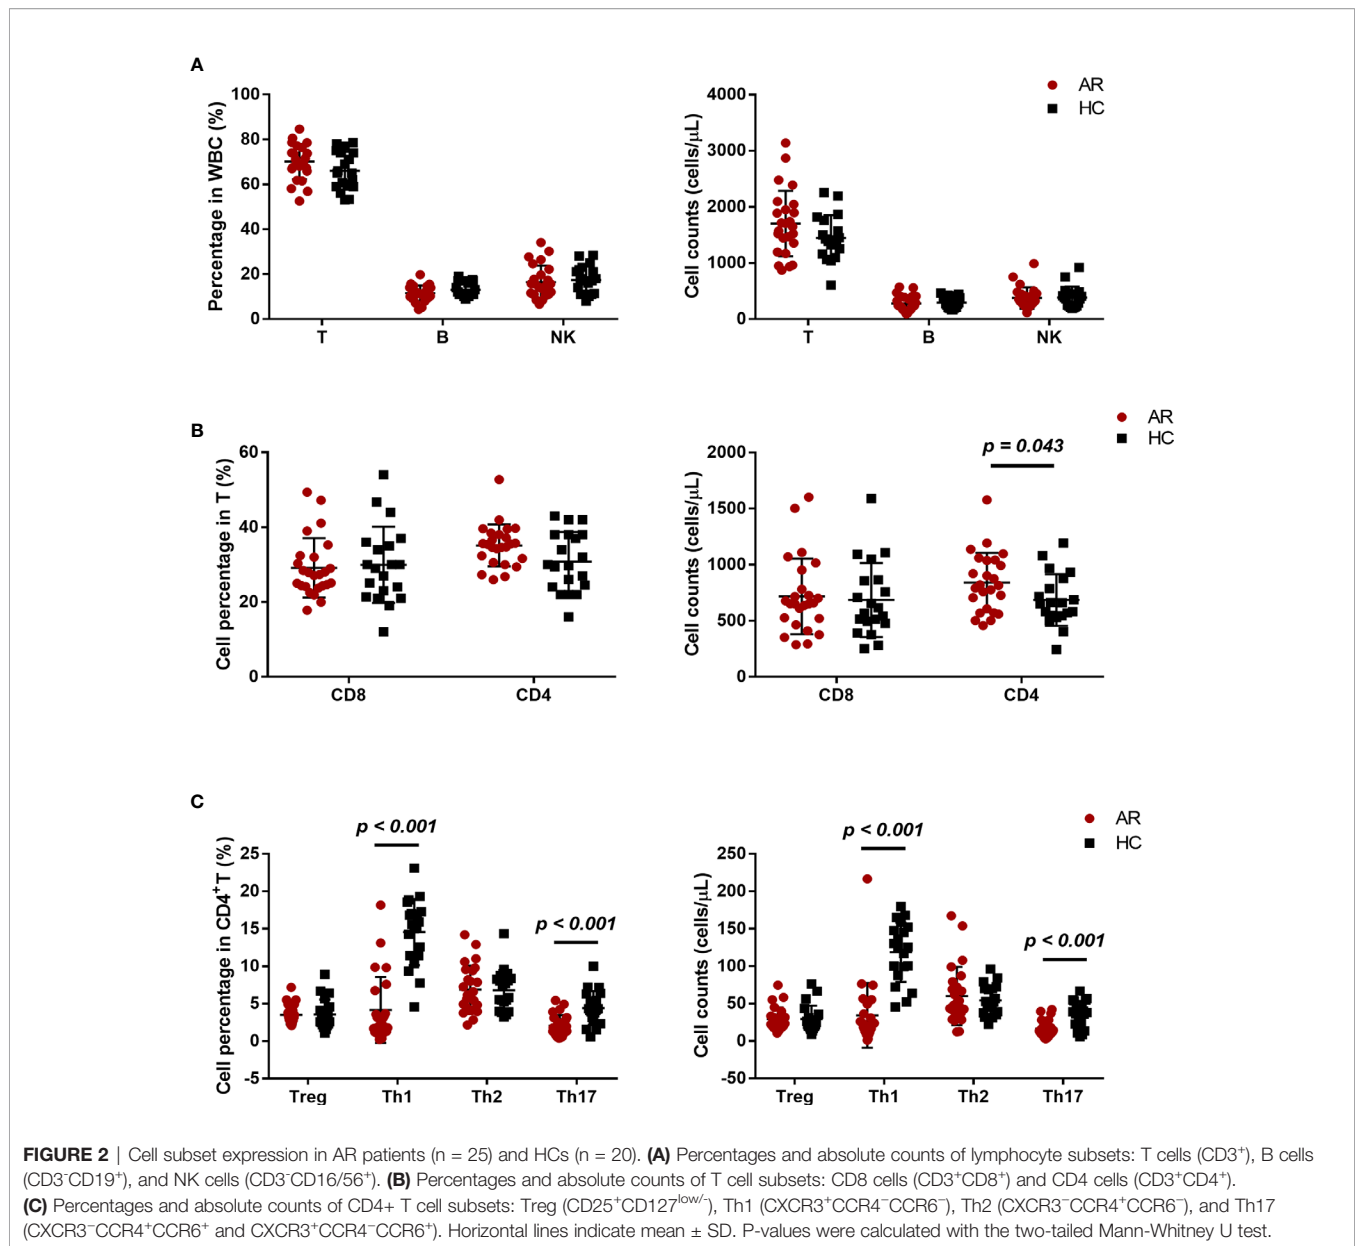 A
Percentage in WBC (%)
100
80
60
40
20
0
T B NK
Cell counts (cells/μL)
4000
3000
2000
1000
0
T B NK
AR
HC
B
Cell percentage in T (%)
60
40
20
0
CD8 CD4
Cell counts (cells/μL)
2000
1500
1000
500
0
CD8 CD4
p = 0.043
AR
HC
C
Cell percentage in CD4⁺T (%)
25
20
15
10
5
0
-5
p < 0.001
p < 0.001
Treg Th1 Th2 Th17
Cell counts (cells/μL)
250
200
150
100
50
0
-50
p < 0.001
p < 0.001
Treg Th1 Th2 Th17
AR
HC
FIGURE 2 | Cell subset expression in AR patients (n = 25) and HCs (n = 20). (A) Percentages and absolute counts of lymphocyte subsets: T cells (CD3⁺), B cells
(CD3⁻CD19⁺), and NK cells (CD3⁻CD16/56⁺). (B) Percentages and absolute counts of T cell subsets: CD8 cells (CD3⁺CD8⁺) and CD4 cells (CD3⁺CD4⁺).
(C) Percentages and absolute counts of CD4+ T cell subsets: Treg (CD25⁺CD127^low/-), Th1 (CXCR3⁺CCR4⁻CCR6⁻), Th2 (CXCR3⁻CCR4⁺CCR6⁻), and Th17
(CXCR3⁻CCR4⁺CCR6⁺ and CXCR3⁺CCR4⁻CCR6⁺). Horizontal lines indicate mean ± SD. P-values were calculated with the two-tailed Mann-Whitney U test.